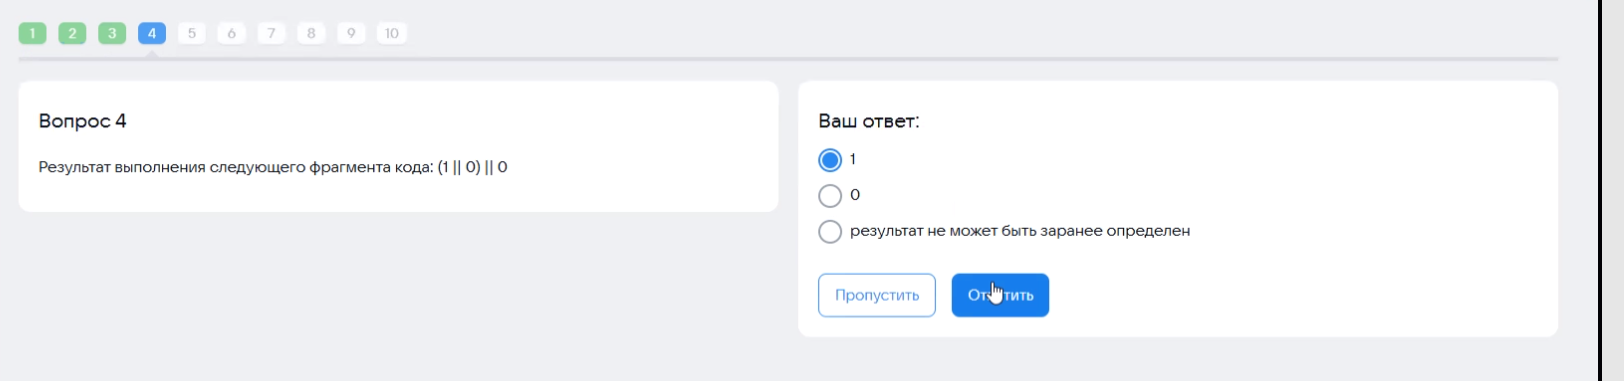 1 2 3 4 5 6 7 8 9 10
Вопрос 4
Результат выполнения следующего фрагмента кода: (1 || 0) || 0
Ваш ответ:
1
0
результат не может быть заранее определен
Пропустить
Ответить